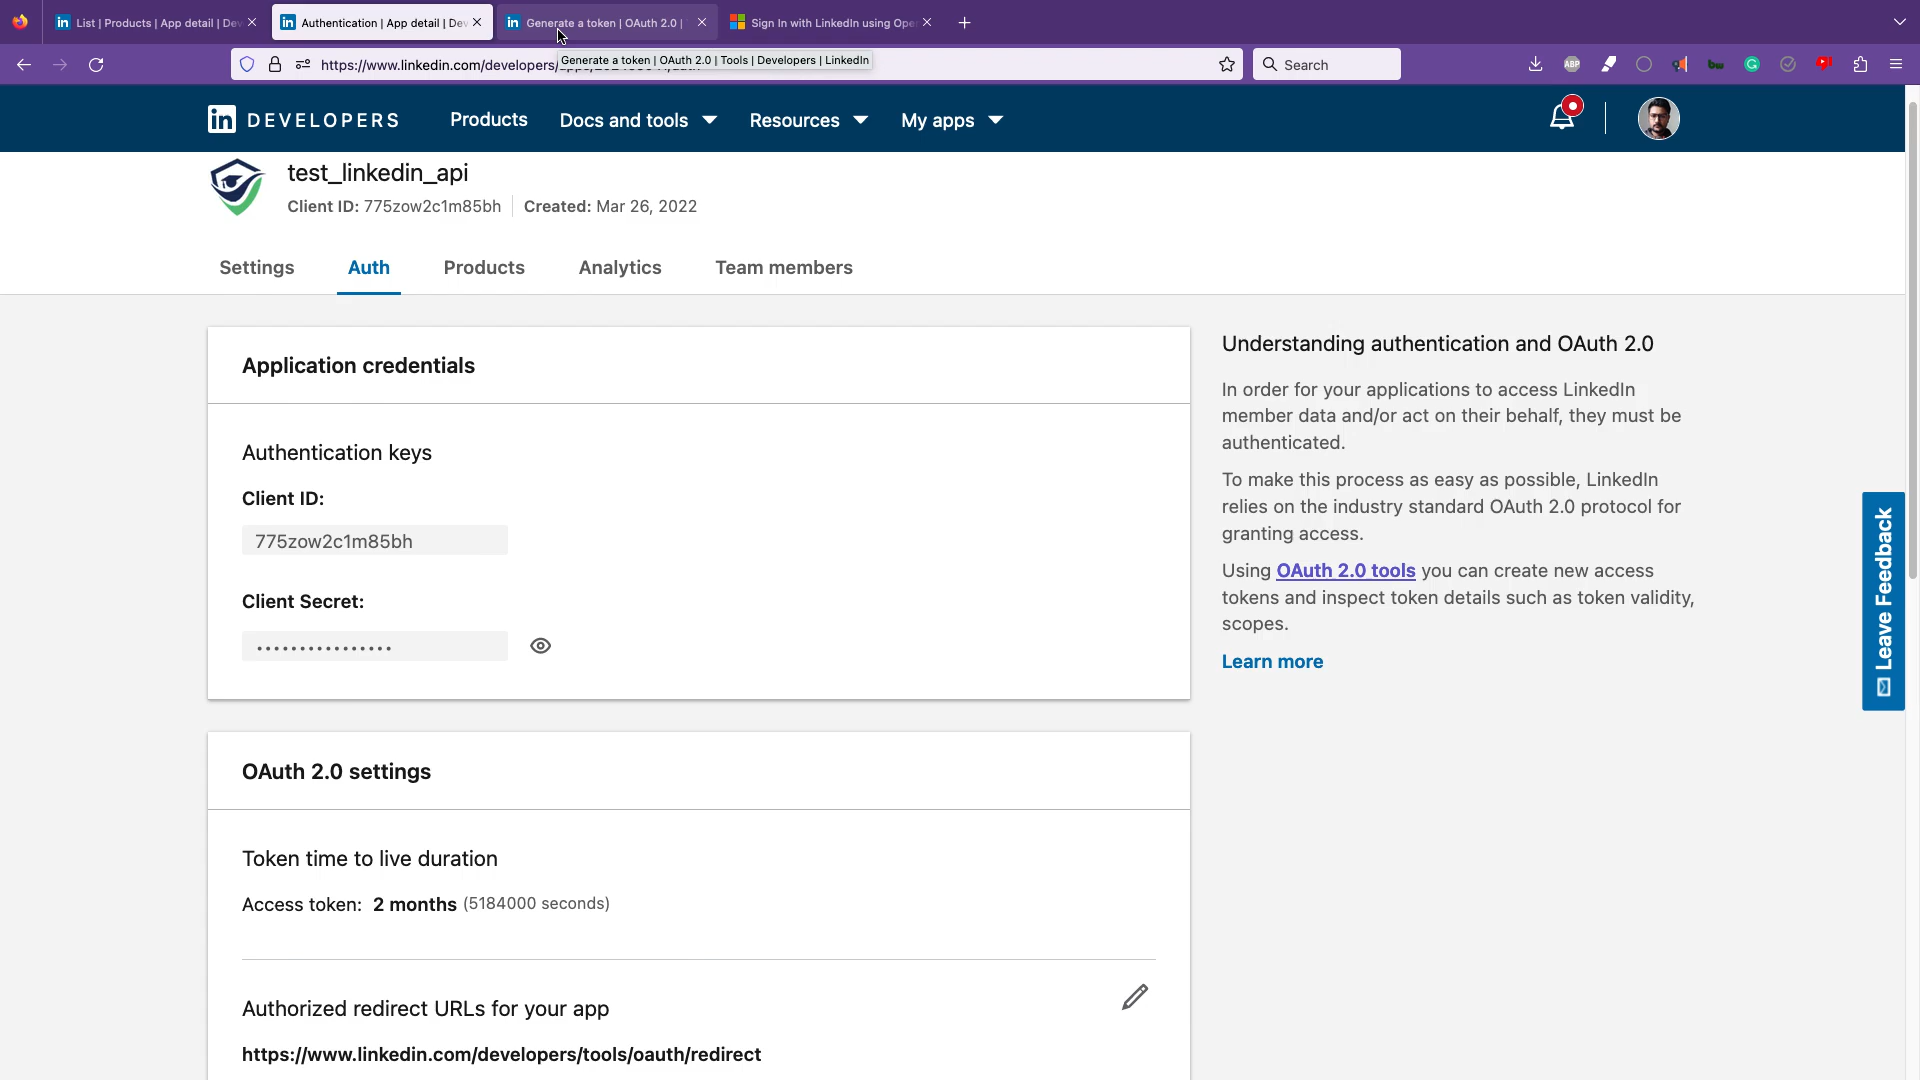 List | Products | App detail | De
Authentication | App detail | De
Generate a token | OAuth 2.0 |
Sign In with LinkedIn using Ope
https://www.linkedin.com/developers/
Generate a token | OAuth 2.0 | Tools | Developers | LinkedIn
Search
ABP
in DEVELOPERS
Products
Docs and tools
Resources
My apps
test_linkedin_api
Client ID: 775zow2c1m85bh
Created: Mar 26, 2022
Settings
Auth
Products
Analytics
Team members
Application credentials
Authentication keys
Client ID:
775zow2c1m85bh
Client Secret:
••••••••••••••••
OAuth 2.0 settings
Token time to live duration
Access token: 2 months (5184000 seconds)
Authorized redirect URLs for your app
https://www.linkedin.com/developers/tools/oauth/redirect
Understanding authentication and OAuth 2.0
In order for your applications to access LinkedIn
member data and/or act on their behalf, they must be
authenticated.
To make this process as easy as possible, LinkedIn
relies on the industry standard OAuth 2.0 protocol for
granting access.
Using OAuth 2.0 tools you can create new access
tokens and inspect token details such as token validity,
scopes.
Learn more
Leave Feedback